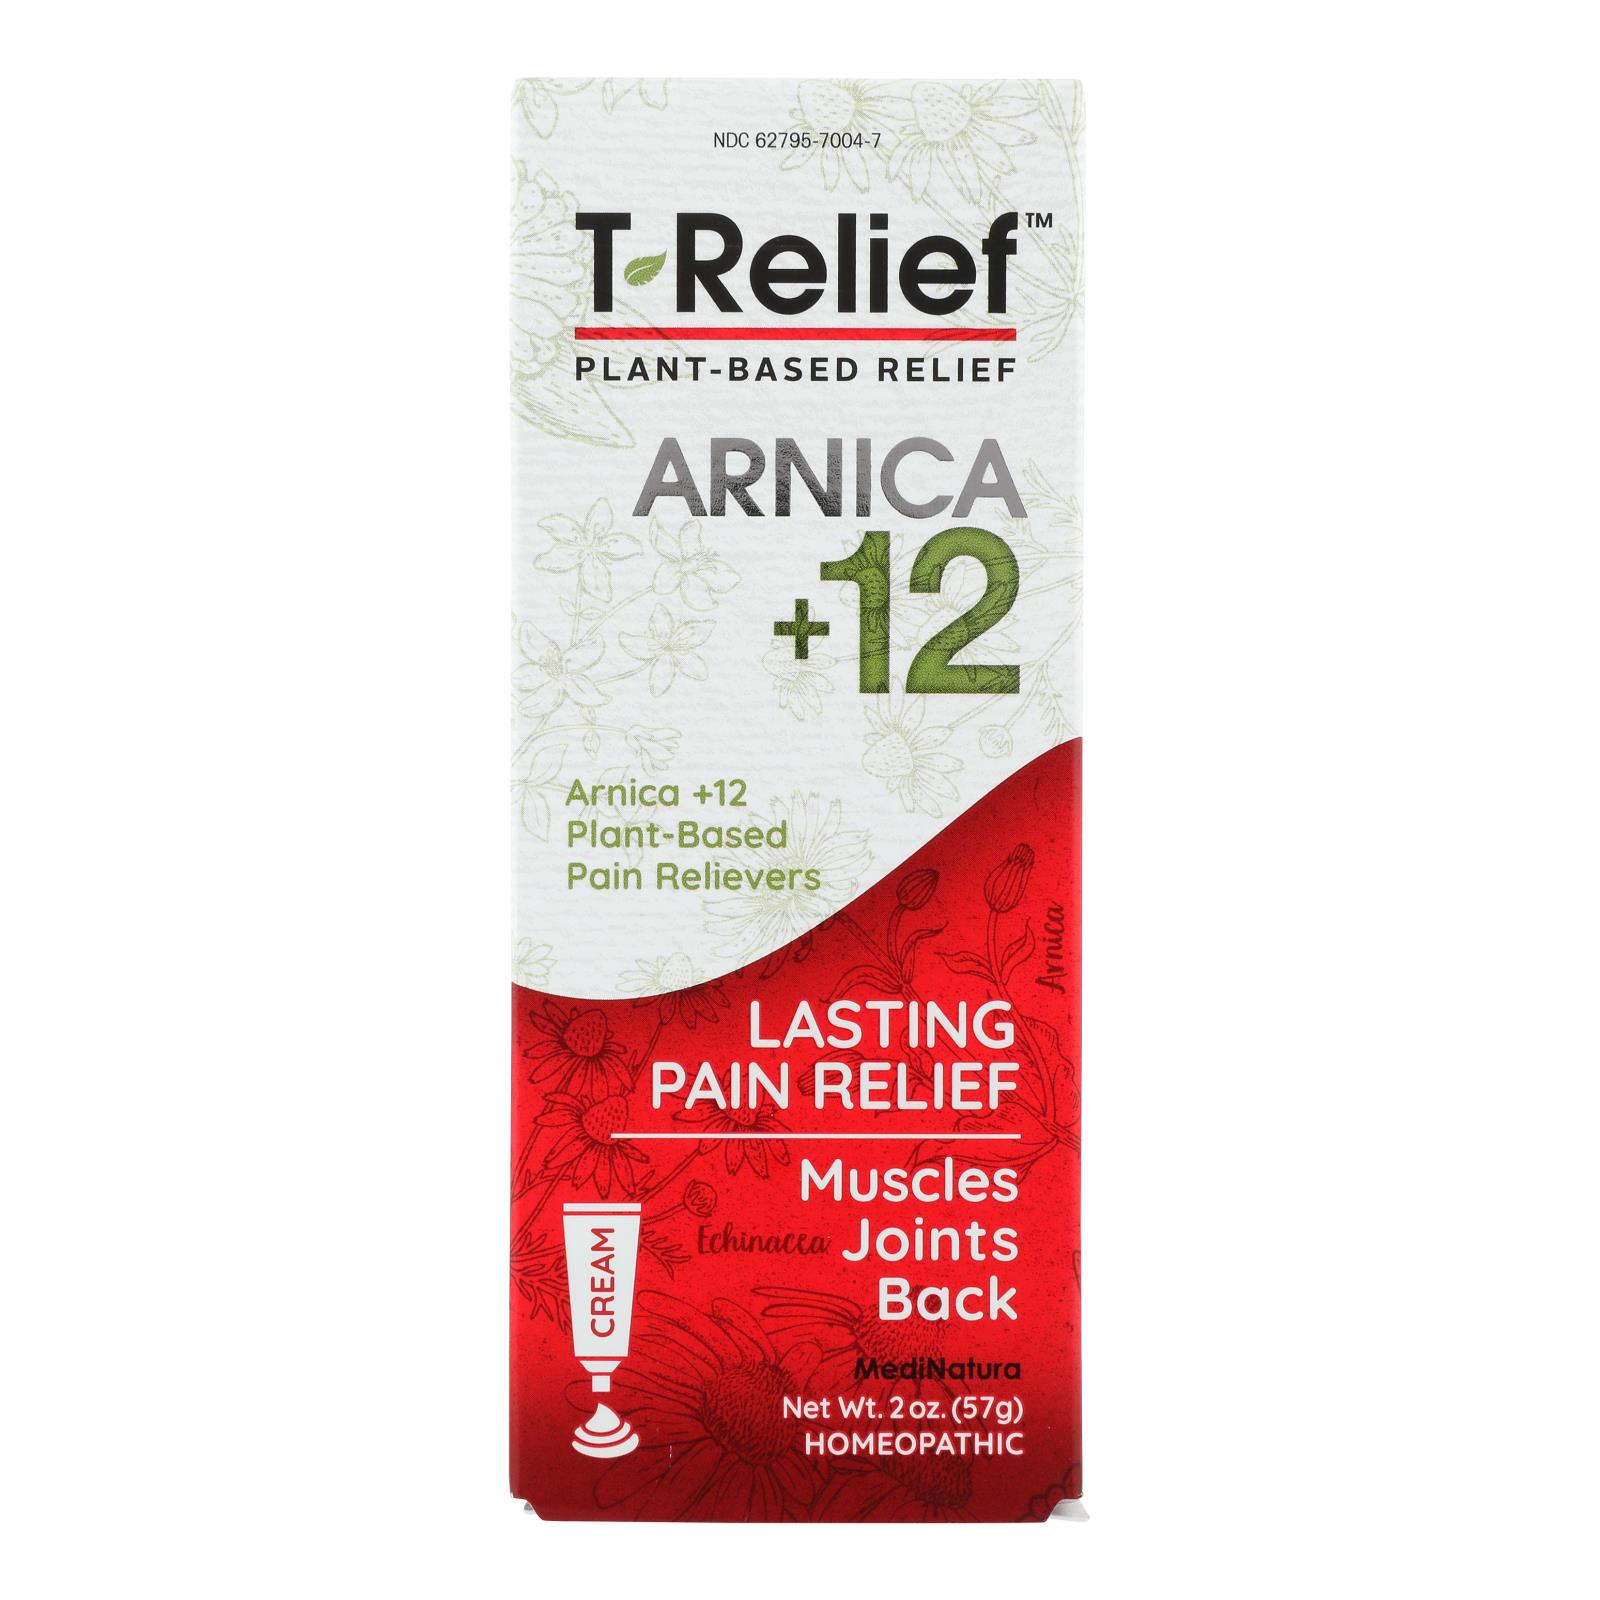 NDC 62795-7004-7
T-Relief™
PLANT-BASED RELIEF
ARNICA
+12
Arnica +12
Plant-Based
Pain Relievers
Arnica
LASTING
PAIN RELIEF
Muscles
Echinacea
Joints
Back
CREAM
MediNatura
Net Wt. 2 oz. (57g)
HOMEOPATHIC